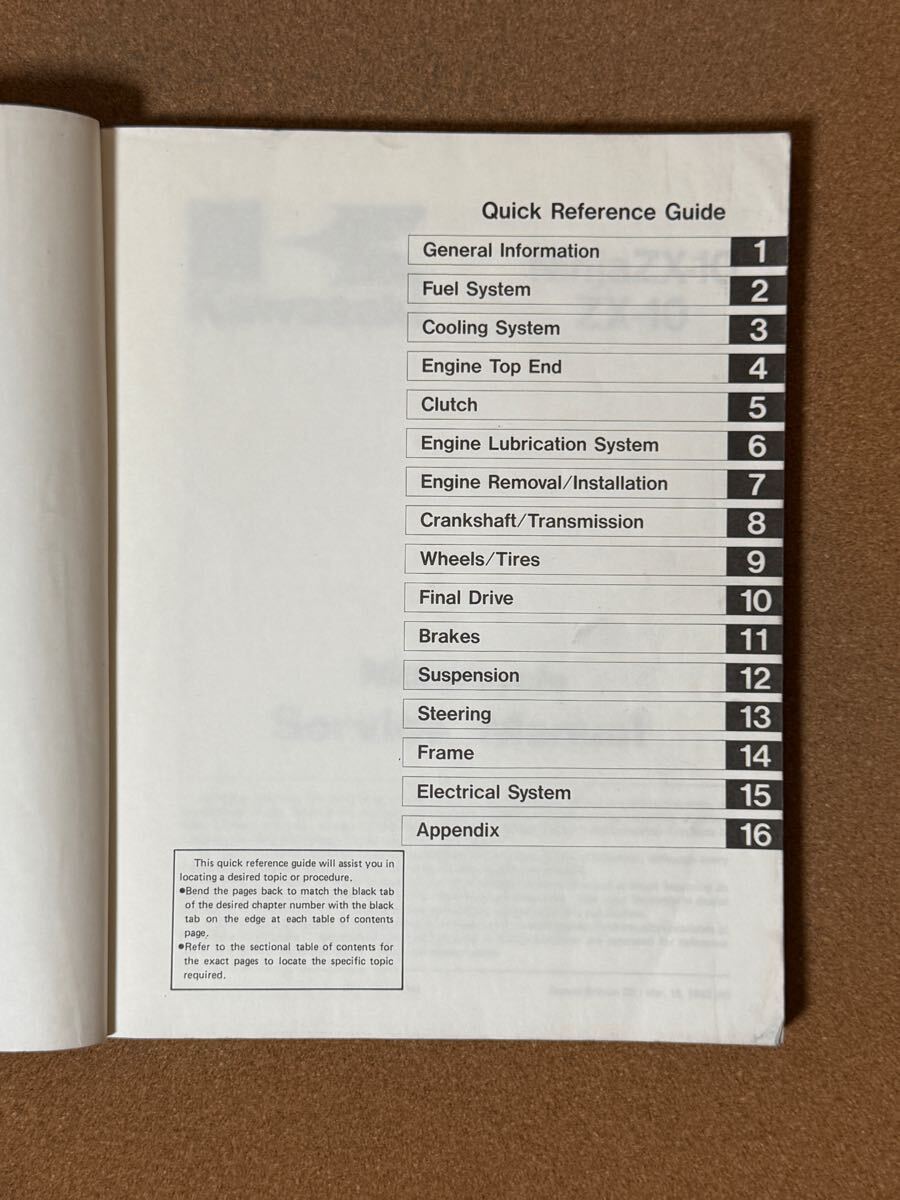 Quick Reference Guide
General Information 1
Fuel System 2
Cooling System 3
Engine Top End 4
Clutch 5
Engine Lubrication System 6
Engine Removal/Installation 7
Crankshaft/Transmission 8
Wheels/Tires 9
Final Drive 10
Brakes 11
Suspension 12
Steering 13
Frame 14
Electrical System 15
Appendix 16
This quick reference guide will assist you in
locating a desired topic or procedure.
●Bend the pages back to match the black tab
of the desired chapter number with the black
tab on the edge at each table of contents
page.
●Refer to the sectional table of contents for
the exact pages to locate the specific topic
required.